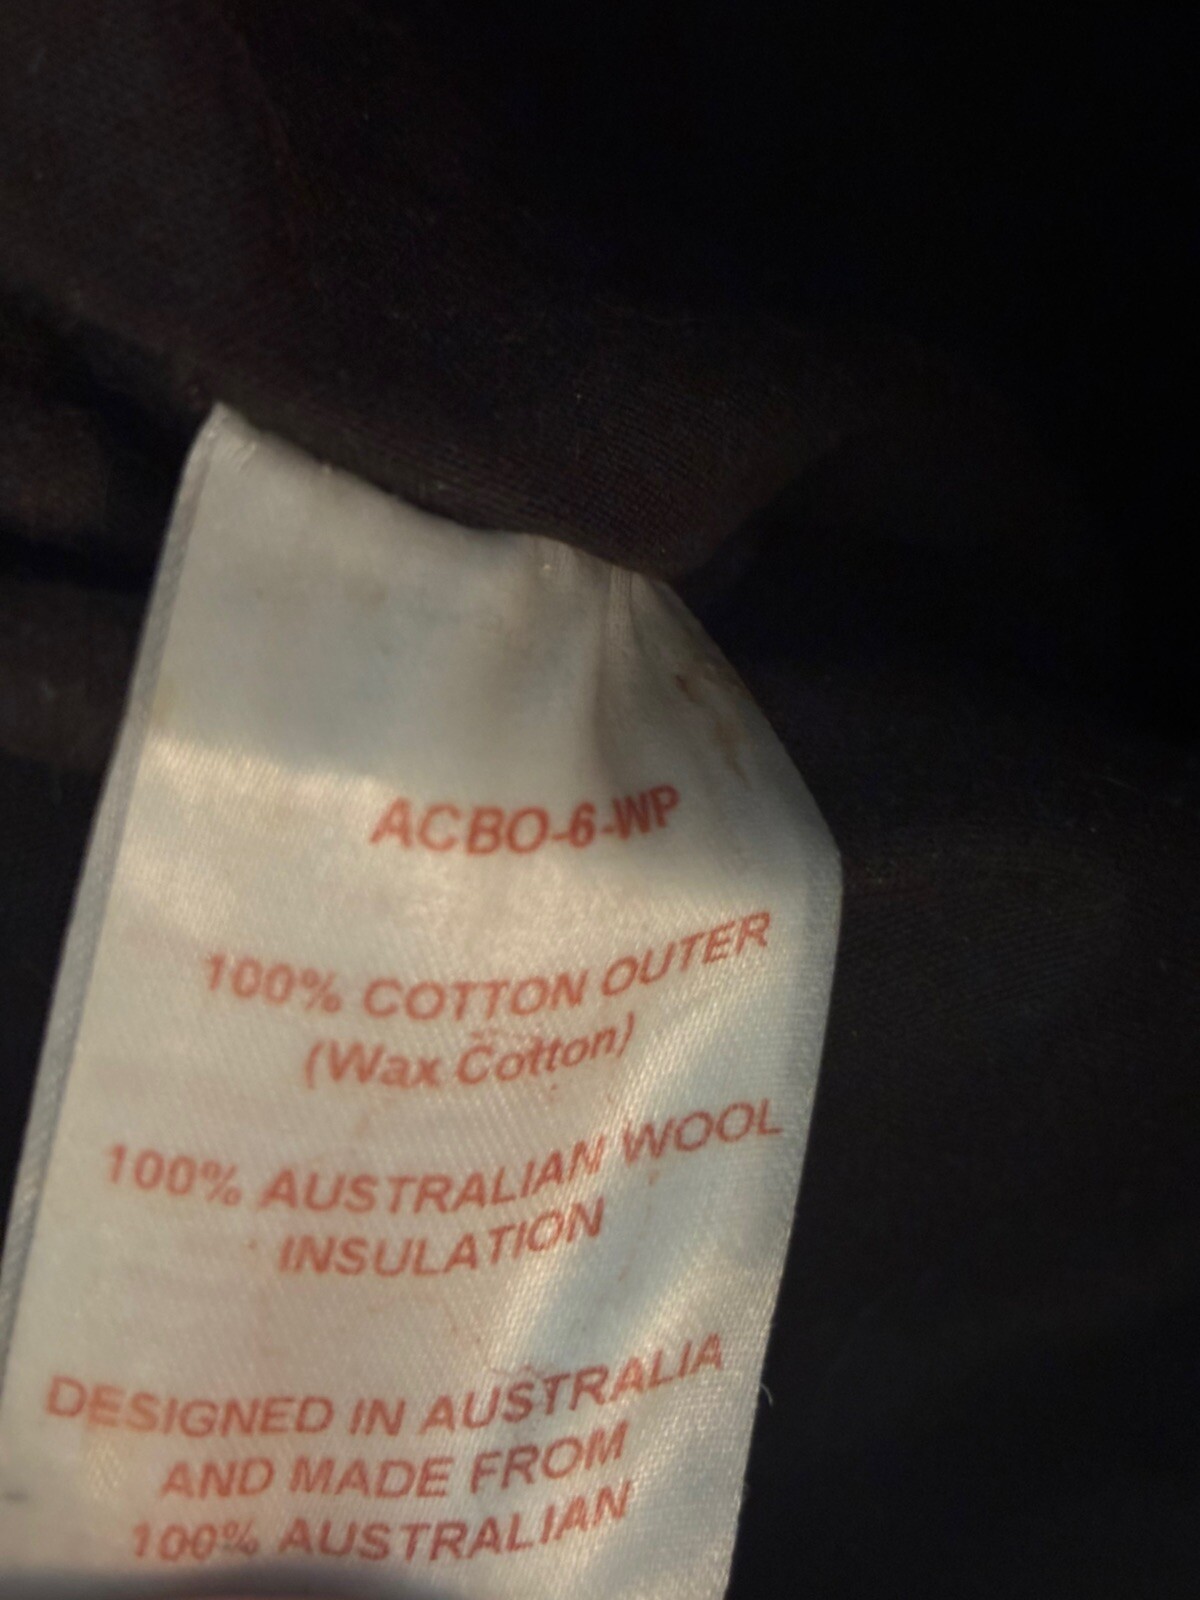 ACBO-6-WP
100% COTTON OUTER
(Wax Cotton)
100% AUSTRALIAN WOOL
INSULATION
DESIGNED IN AUSTRALIA
AND MADE FROM
100% AUSTRALIAN